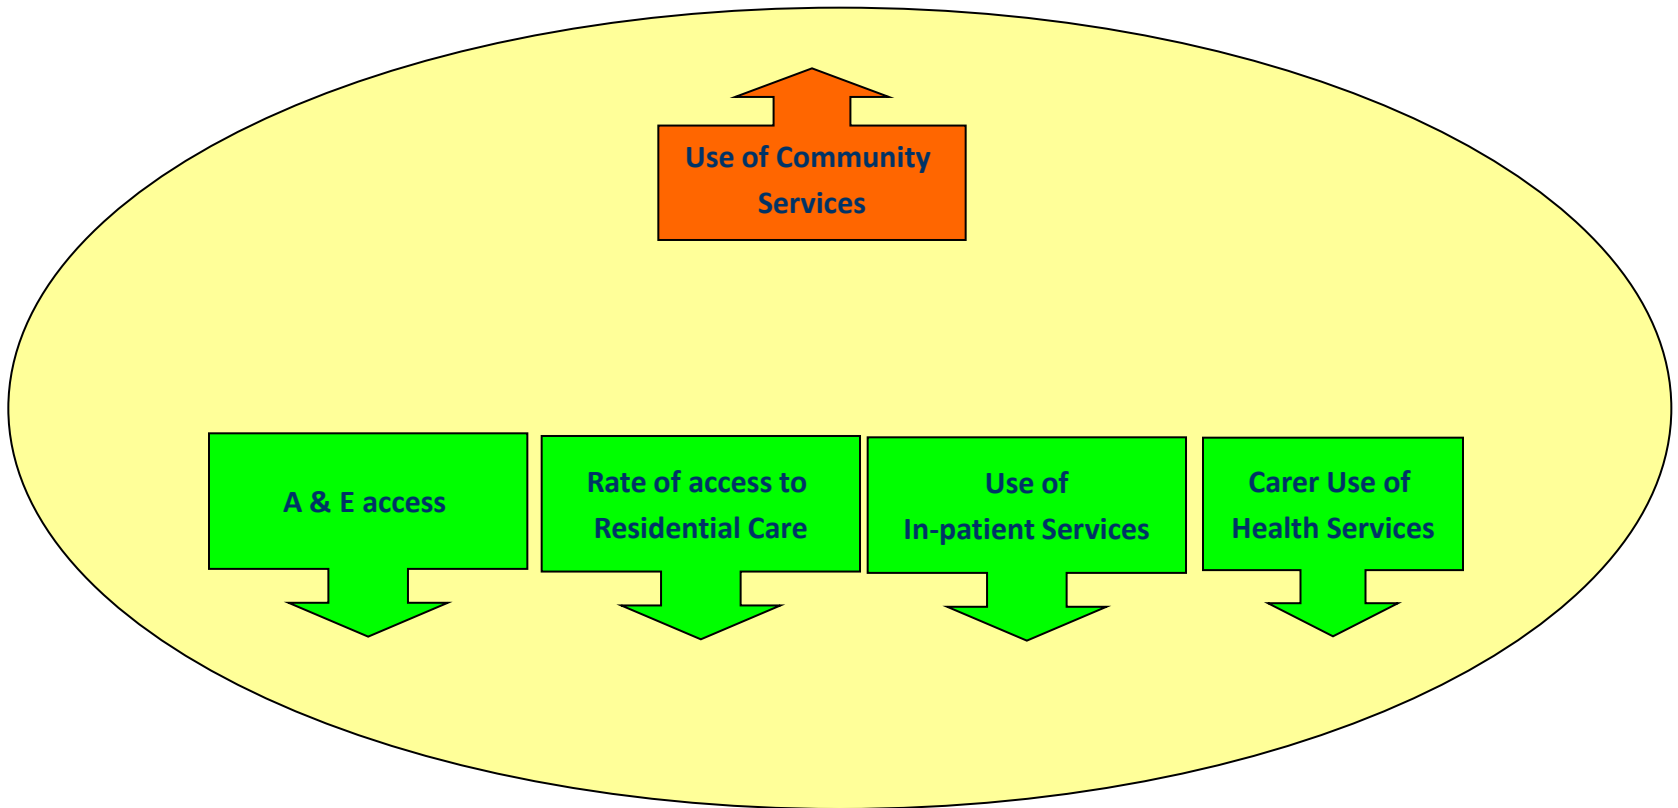 Use of Community
Services
A & E access
Rate of access to
Residential Care
Use of
In-patient Services
Carer Use of
Health Services